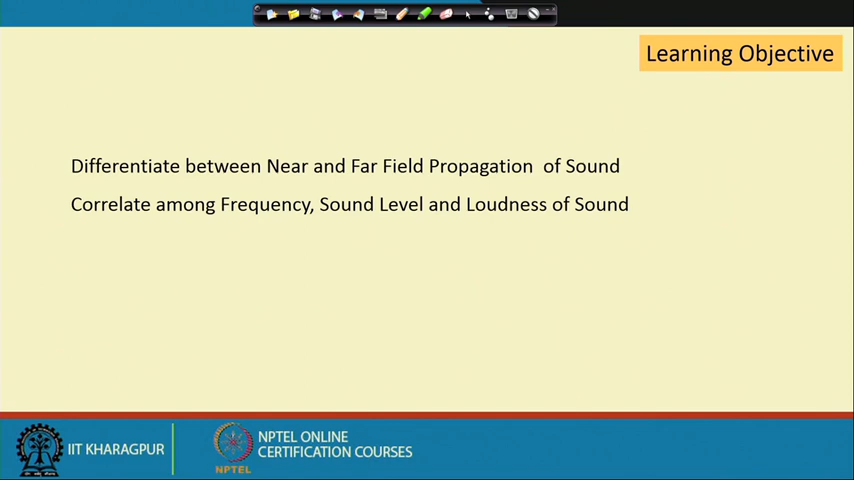 Learning Objective
Differentiate between Near and Far Field Propagation of Sound
Correlate among Frequency, Sound Level and Loudness of Sound
IIT KHARAGPUR
NPTEL
NPTEL ONLINE
CERTIFICATION COURSES